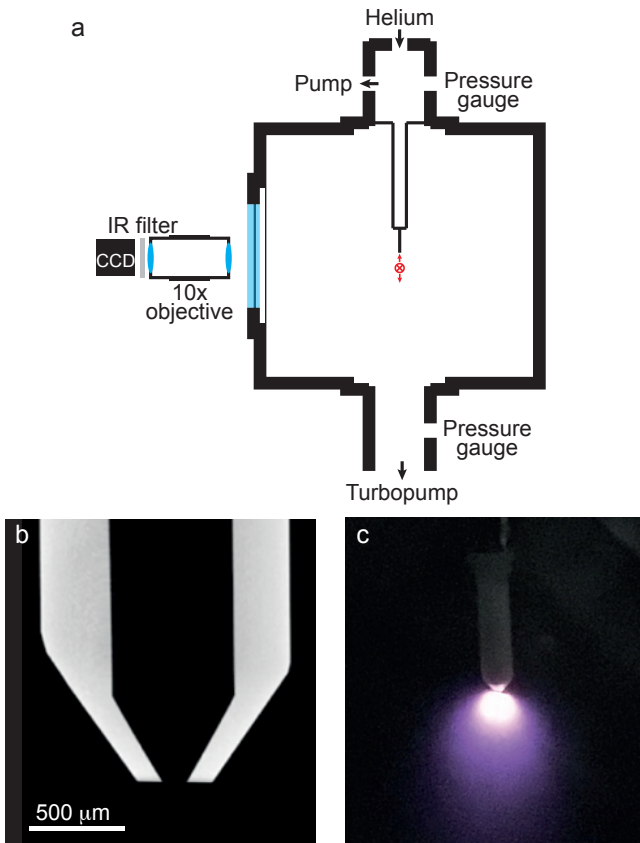 a
Helium
Pump
Pressure
gauge
IR filter
CCD
10x
objective
Pressure
gauge
Turbopump
b
c
500 μm